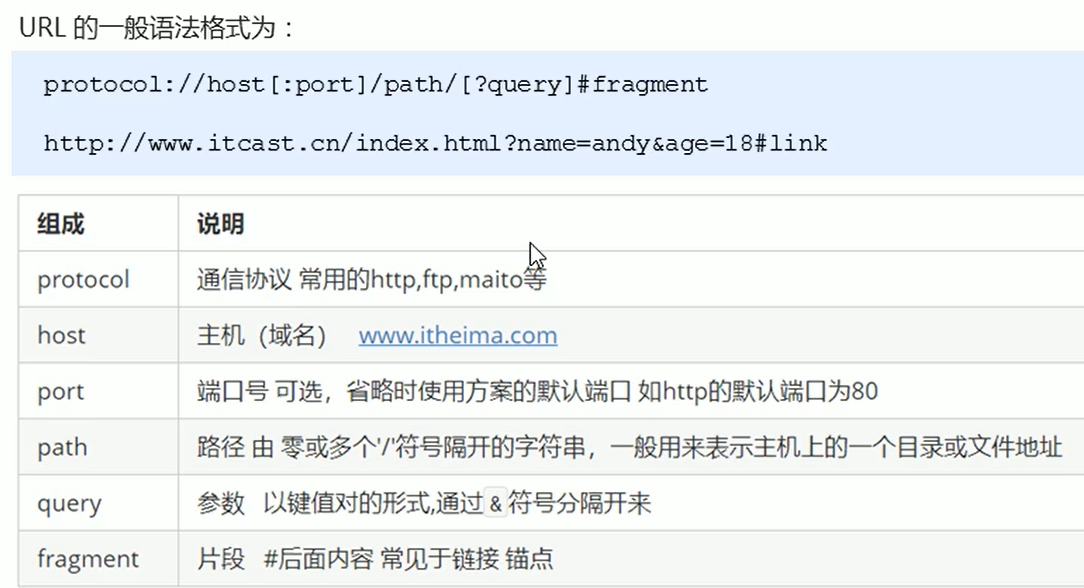 URL 的一般语法格式为：
protocol://host[:port]/path/[?query]#fragment
http://www.itcast.cn/index.html?name=andy&age=18#link
组成 说明
protocol 通信协议 常用的http,ftp,maito等
host 主机（域名） www.itheima.com
port 端口号 可选，省略时使用方案的默认端口 如http的默认端口为80
path 路径 由 零或多个'/'符号隔开的字符串，一般用来表示主机上的一个目录或文件地址
query 参数 以键值对的形式,通过&符号分隔开来
fragment 片段 #后面内容 常见于链接 锚点